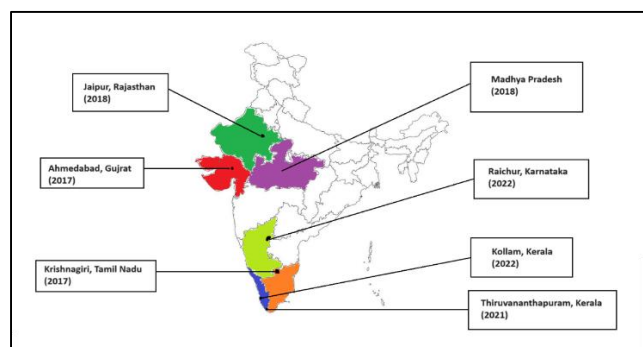 Jaipur, Rajasthan
(2018)
Madhya Pradesh
(2018)
Ahmedabad, Gujrat
(2017)
Raichur, Karnataka
(2022)
Krishnagiri, Tamil Nadu
(2017)
Kollam, Kerala
(2022)
Thiruvananthapuram, Kerala
(2021)